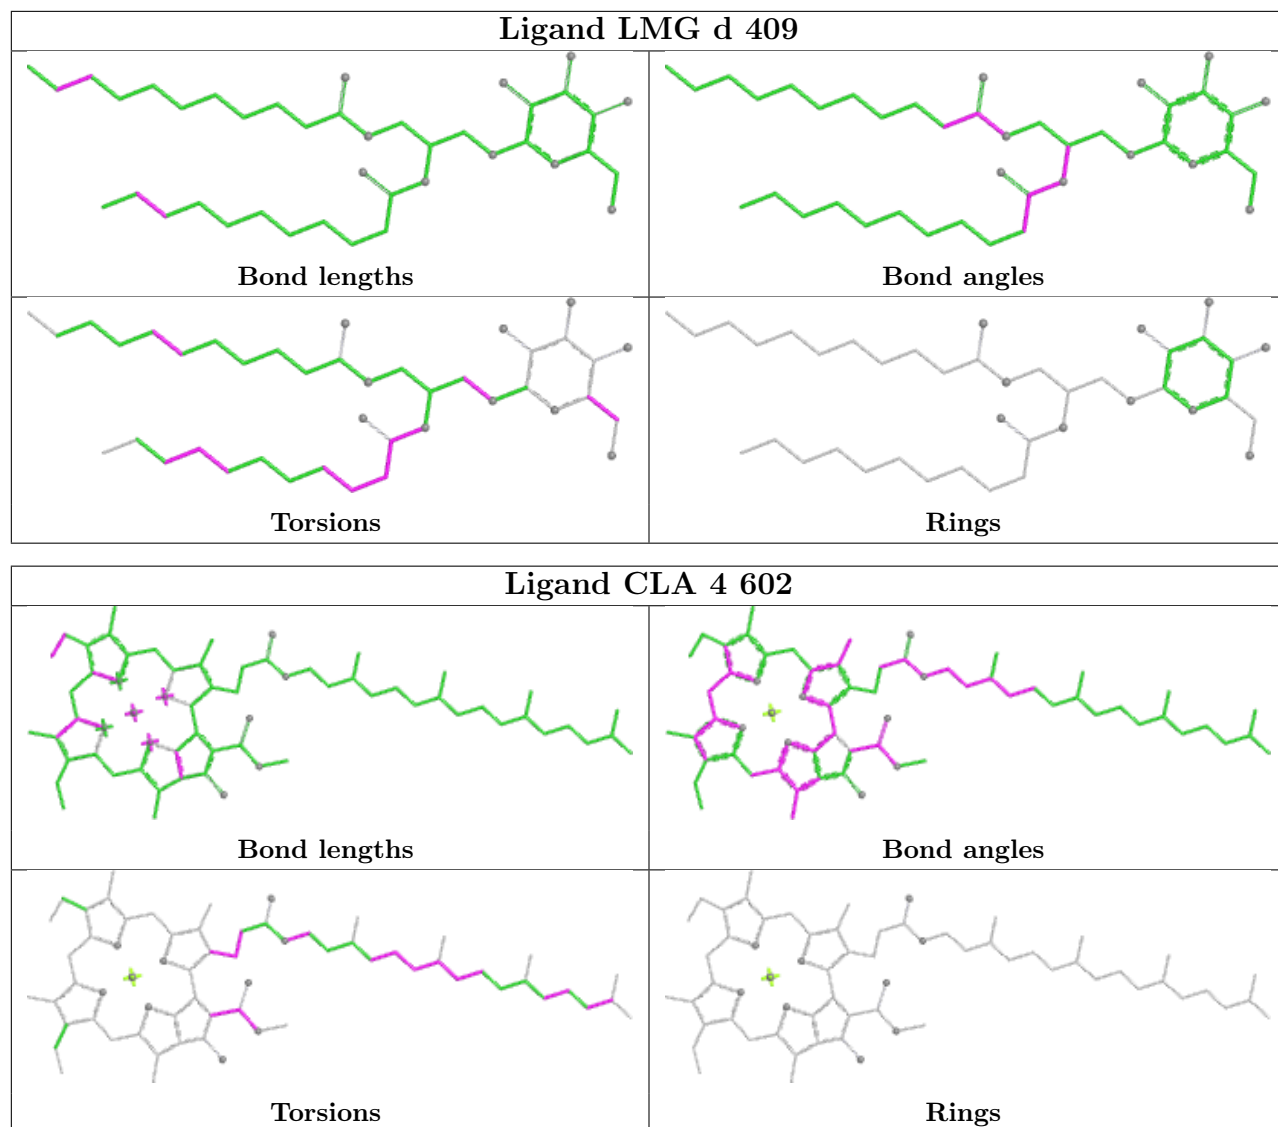 Ligand LMG d 409
Bond lengths
Bond angles
Torsions
Rings
Ligand CLA 4 602
Bond lengths
Bond angles
Torsions
Rings